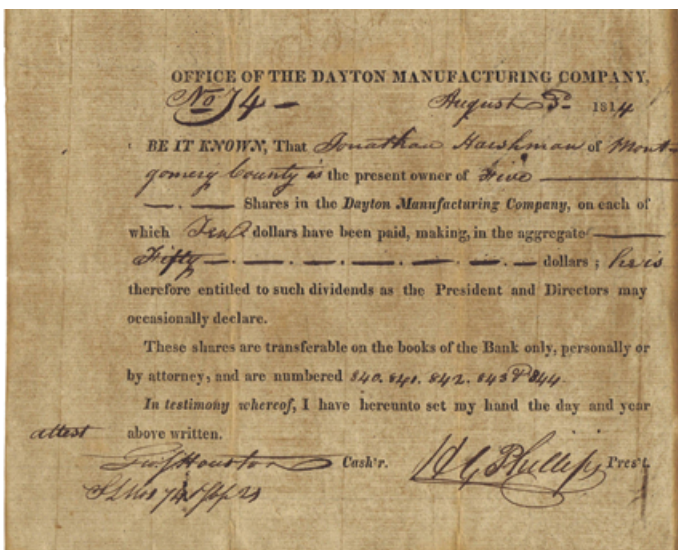 OFFICE OF THE DAYTON MANUFACTURING COMPANY,
No 74 — August 3d 1814
BE IT KNOWN, That Jonathan Harshman of Mont-
gomery County is the present owner of Five
Shares in the Dayton Manufacturing Company, on each of
which Ten dollars have been paid, making, in the aggregate
Fifty dollars; he is
therefore entitled to such dividends as the President and Directors may
occasionally declare.
These shares are transferable on the books of the Bank only, personally or
by attorney, and are numbered 840. 841. 842. 843 & 844.
In testimony whereof, I have hereunto set my hand the day and year
attest above written.
Houston Cash'r. H G Phillips Pres't.